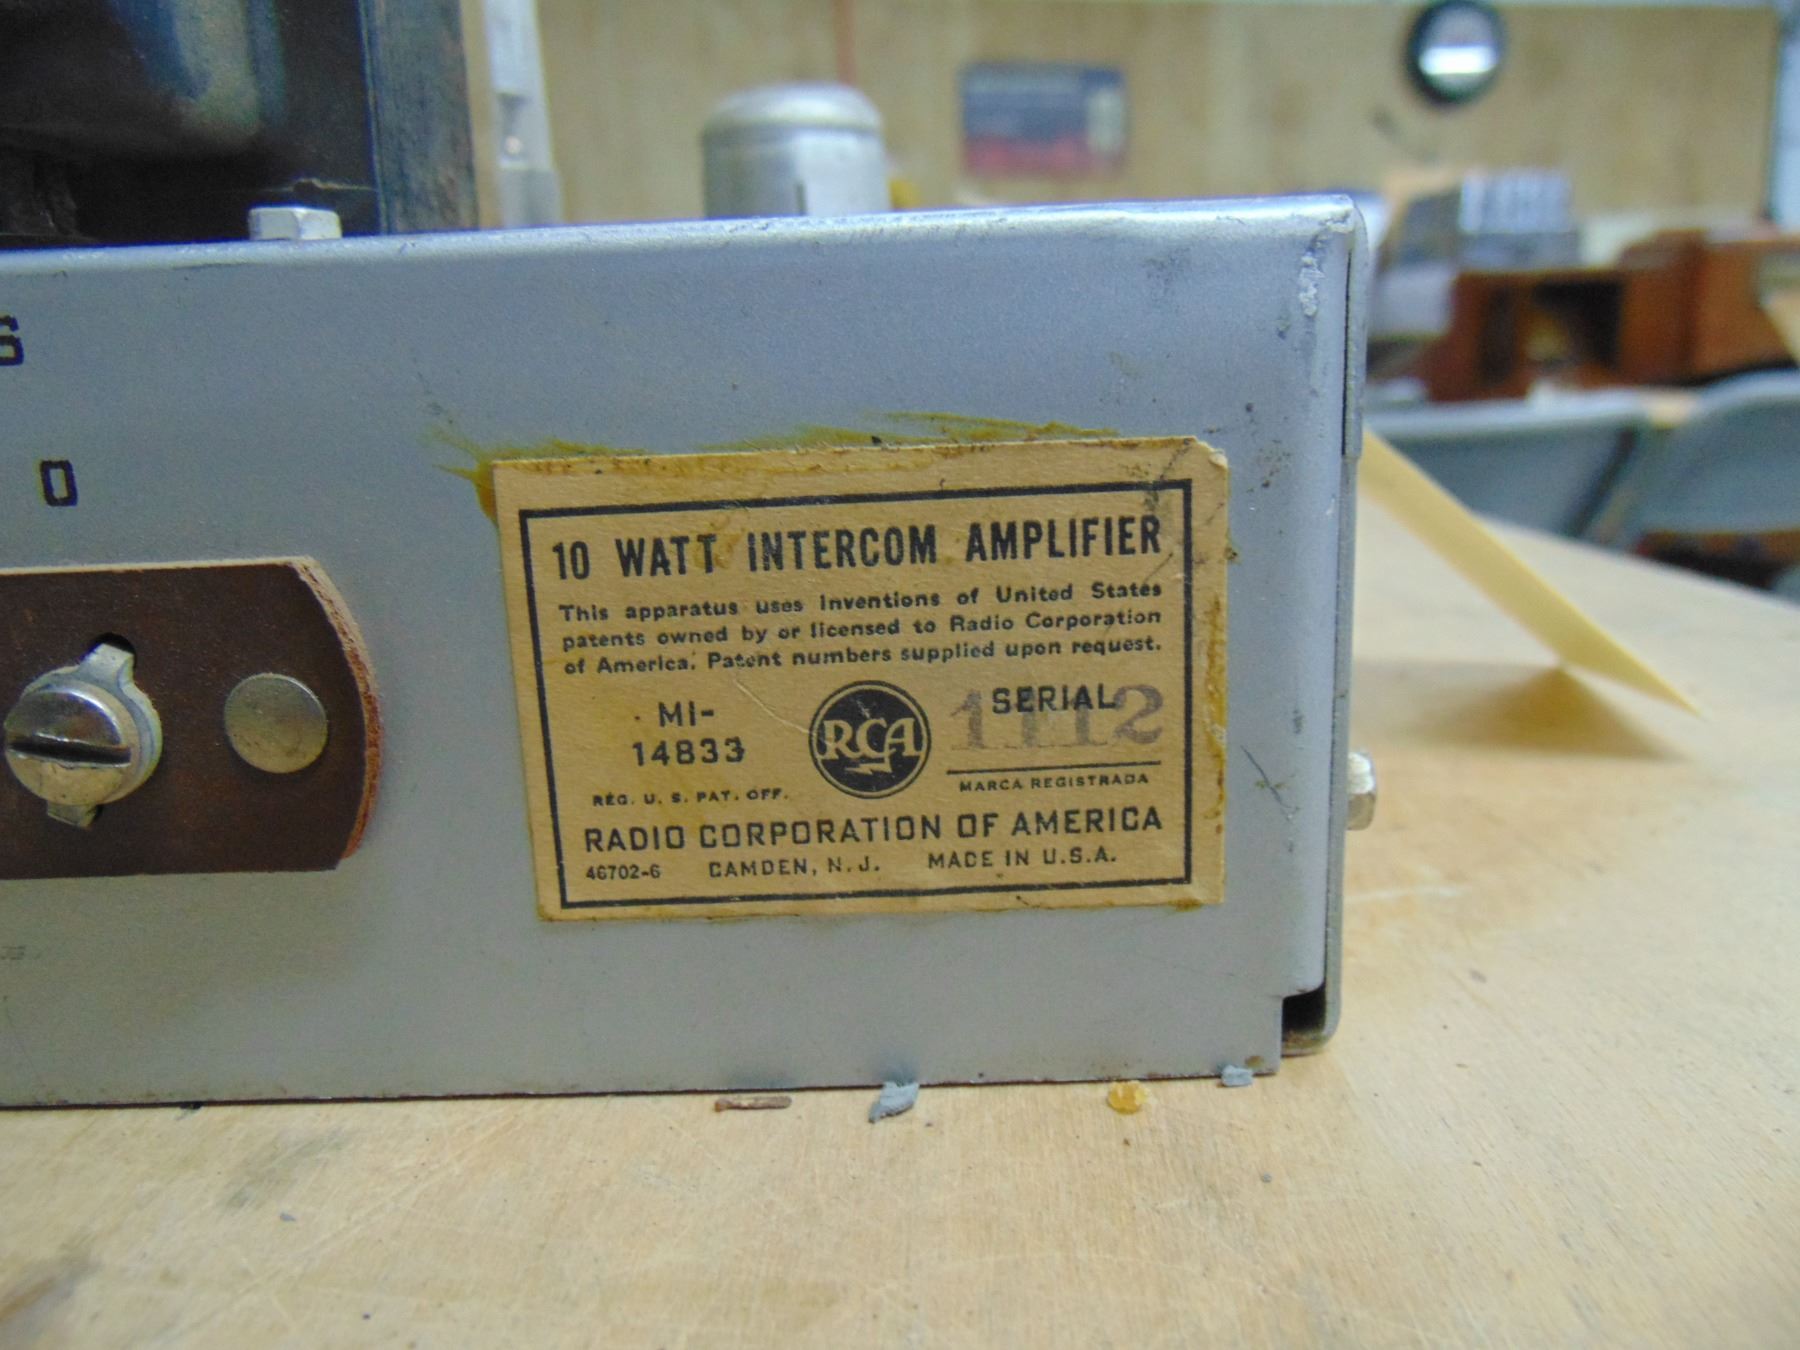 S
0
10 WATT INTERCOM AMPLIFIER
This apparatus uses inventions of United States
patents owned by or licensed to Radio Corporation
of America. Patent numbers supplied upon request.
MI-
14833
RCA
SERIAL
1112
REG. U. S. PAT. OFF.
MARCA REGISTRADA
RADIO CORPORATION OF AMERICA
46702-6 CAMDEN, N. J. MADE IN U.S.A.